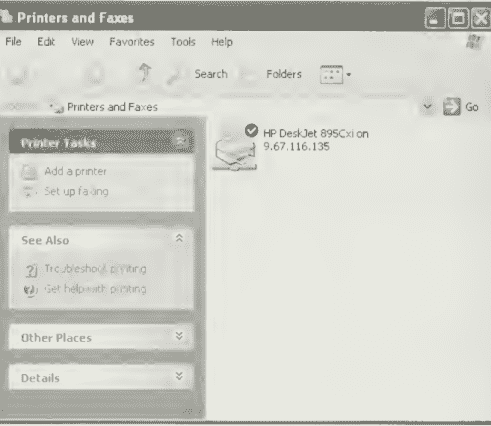 Printers and Faxes
File Edit View Favorites Tools Help
Search Folders
Printers and Faxes Go
Printer Tasks
Add a printer
Set up faxing
See Also
Troubleshoot printing
Get help with printing
Other Places
Details
HP DeskJet 895Cxi on
9.67.116.135